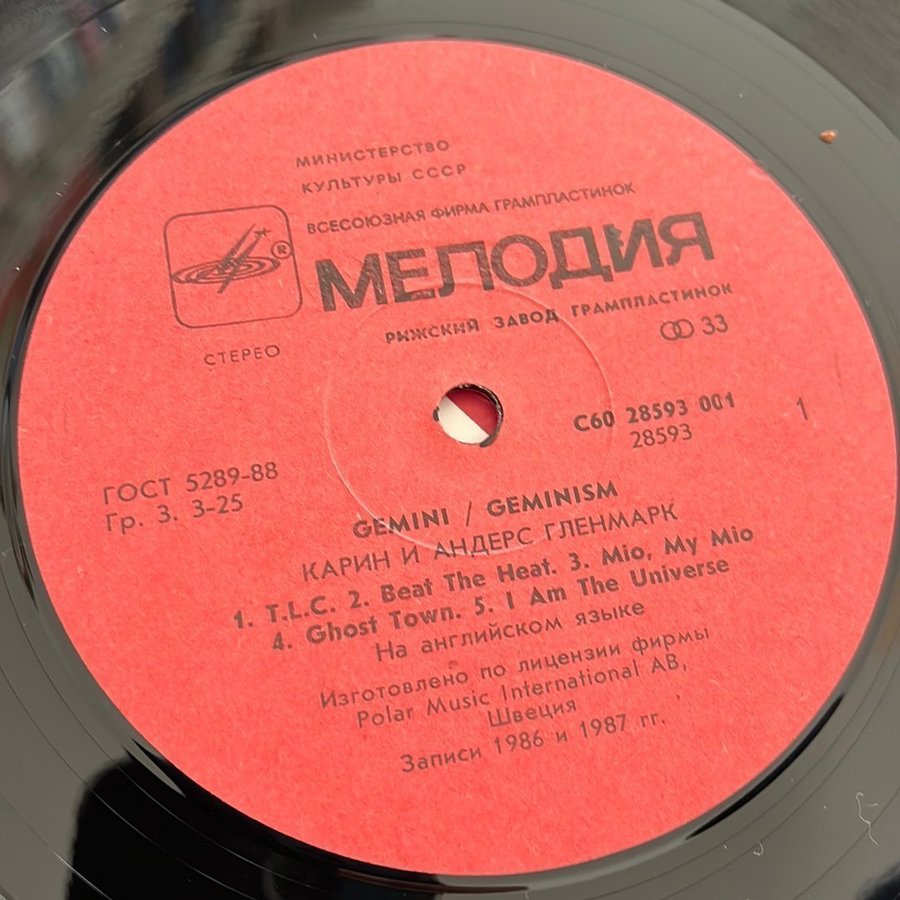 МИНИСТЕРСТВО
КУЛЬТУРЫ СССР
ВСЕСОЮЗНАЯ ФИРМА ГРАМПЛАСТИНОК
®
МЕЛОДИЯ
РИЖСКИЙ ЗАВОД ГРАМПЛАСТИНОК
СТЕРЕО
33
С60 28593 001
28593
1
ГОСТ 5289-88
Гр. 3. 3-25
GEMINI / GEMINISM
КАРИН И АНДЕРС ГЛЕНМАРК
1. T.L.C. 2. Beat The Heat. 3. Mio, My Mio
4. Ghost Town. 5. I Am The Universe
На английском языке
Изготовлено по лицензии фирмы
Polar Music International AB,
Швеция
Записи 1986 и 1987 гг.